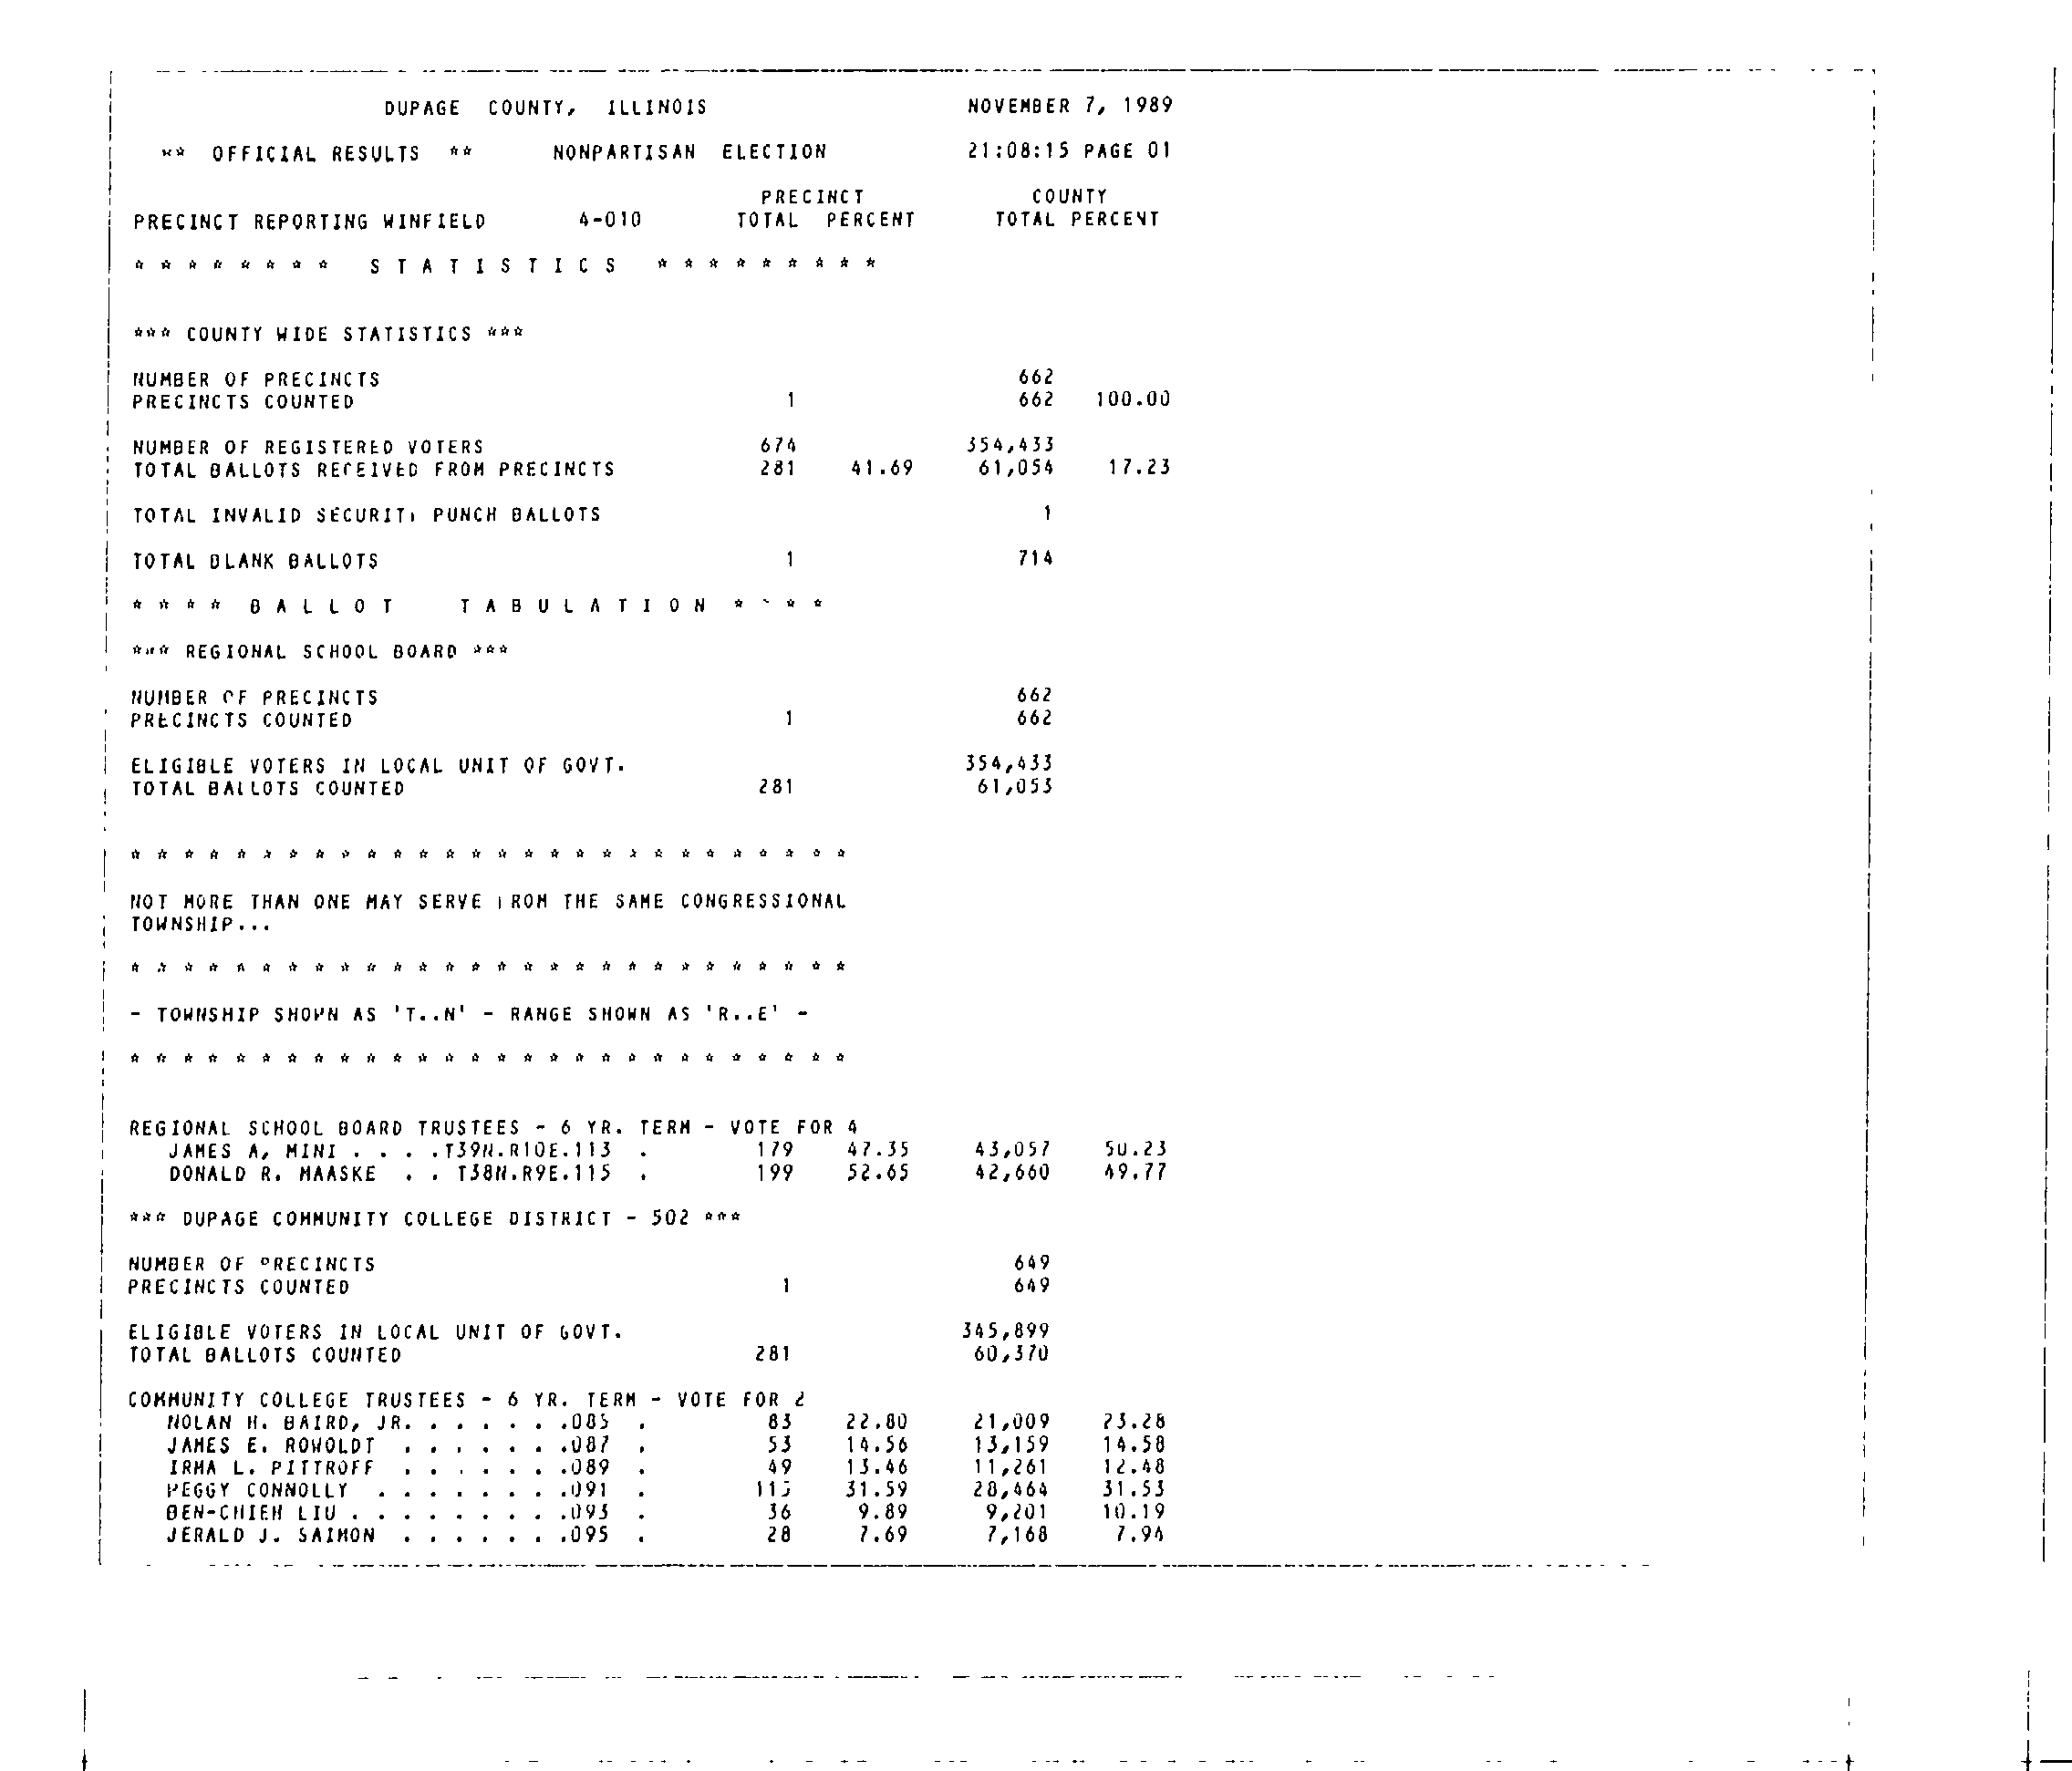 DUPAGE COUNTY, ILLINOIS NOVEMBER 7, 1989
** OFFICIAL RESULTS ** NONPARTISAN ELECTION 21:08:15 PAGE 01
PRECINCT COUNTY
PRECINCT REPORTING WINFIELD 4-010 TOTAL PERCENT TOTAL PERCENT
* * * * * * * * S T A T I S T I C S * * * * * * * * *
*** COUNTY WIDE STATISTICS ***
NUMBER OF PRECINCTS 662
PRECINCTS COUNTED 1 662 100.00
NUMBER OF REGISTERED VOTERS 674 354,433
TOTAL BALLOTS RECEIVED FROM PRECINCTS 281 41.69 61,054 17.23
TOTAL INVALID SECURITY PUNCH BALLOTS 1
TOTAL BLANK BALLOTS 1 714
* * * * B A L L O T T A B U L A T I O N * * * *
*** REGIONAL SCHOOL BOARD ***
NUMBER OF PRECINCTS 662
PRECINCTS COUNTED 1 662
ELIGIBLE VOTERS IN LOCAL UNIT OF GOVT. 354,433
TOTAL BALLOTS COUNTED 281 61,053
* * * * * * * * * * * * * * * * * * * * * * * * * * * *
NOT MORE THAN ONE MAY SERVE FROM THE SAME CONGRESSIONAL
TOWNSHIP...
* * * * * * * * * * * * * * * * * * * * * * * * * * * *
- TOWNSHIP SHOWN AS 'T..N' - RANGE SHOWN AS 'R..E' -
* * * * * * * * * * * * * * * * * * * * * * * * * * * *
REGIONAL SCHOOL BOARD TRUSTEES - 6 YR. TERM - VOTE FOR 4
JAMES A, MINI . . . .T39N.R10E.113 . 179 47.35 43,057 50.23
DONALD R. MAASKE . . T38N.R9E.115 . 199 52.65 42,660 49.77
*** DUPAGE COMMUNITY COLLEGE DISTRICT - 502 ***
NUMBER OF PRECINCTS 649
PRECINCTS COUNTED 1 649
ELIGIBLE VOTERS IN LOCAL UNIT OF GOVT. 345,899
TOTAL BALLOTS COUNTED 281 60,370
COMMUNITY COLLEGE TRUSTEES - 6 YR. TERM - VOTE FOR 2
NOLAN H. BAIRD, JR. . . . . . .085 . 83 22.80 21,009 23.28
JAMES E. ROWOLDT . . . . . . .087 . 53 14.56 13,159 14.58
IRMA L. PITTROFF . . . . . . .089 . 49 13.46 11,261 12.48
PEGGY CONNOLLY . . . . . . . .091 . 115 31.59 28,464 31.53
BEN-CHIEH LIU . . . . . . . . .093 . 36 9.89 9,201 10.19
JERALD J. SAIMON . . . . . . .095 . 28 7.69 7,168 7.94